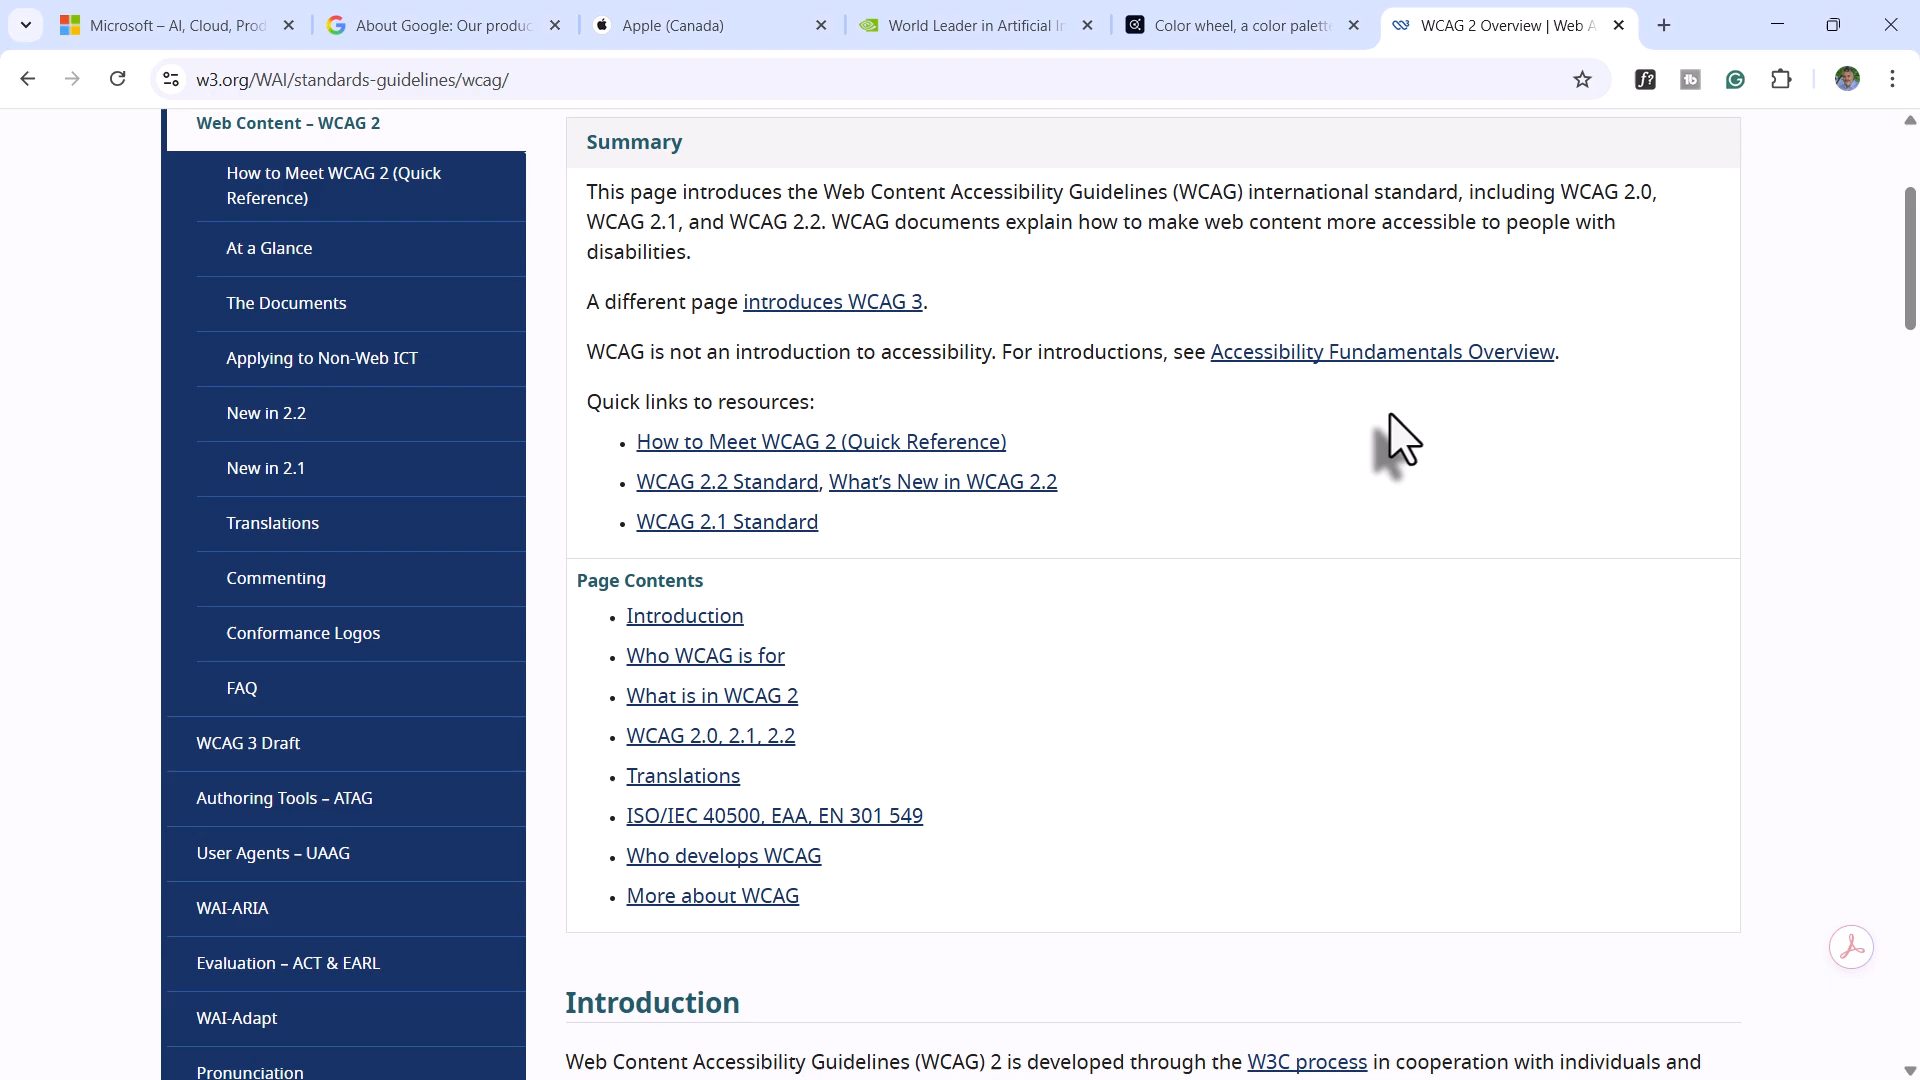 Microsoft – AI, Cloud, Prod
About Google: Our produc
Apple (Canada)
World Leader in Artificial In
Color wheel, a color palette
WCAG 2 Overview | Web A
w3.org/WAI/standards-guidelines/wcag/
Web Content – WCAG 2
How to Meet WCAG 2 (Quick
Reference)
At a Glance
The Documents
Applying to Non-Web ICT
New in 2.2
New in 2.1
Translations
Commenting
Conformance Logos
FAQ
WCAG 3 Draft
Authoring Tools – ATAG
User Agents – UAAG
WAI-ARIA
Evaluation – ACT & EARL
WAI-Adapt
Pronunciation
Summary
This page introduces the Web Content Accessibility Guidelines (WCAG) international standard, including WCAG 2.0,
WCAG 2.1, and WCAG 2.2. WCAG documents explain how to make web content more accessible to people with
disabilities.
A different page introduces WCAG 3.
WCAG is not an introduction to accessibility. For introductions, see Accessibility Fundamentals Overview.
Quick links to resources:
• How to Meet WCAG 2 (Quick Reference)
• WCAG 2.2 Standard, What’s New in WCAG 2.2
• WCAG 2.1 Standard
Page Contents
• Introduction
• Who WCAG is for
• What is in WCAG 2
• WCAG 2.0, 2.1, 2.2
• Translations
• ISO/IEC 40500, EAA, EN 301 549
• Who develops WCAG
• More about WCAG
Introduction
Web Content Accessibility Guidelines (WCAG) 2 is developed through the W3C process in cooperation with individuals and